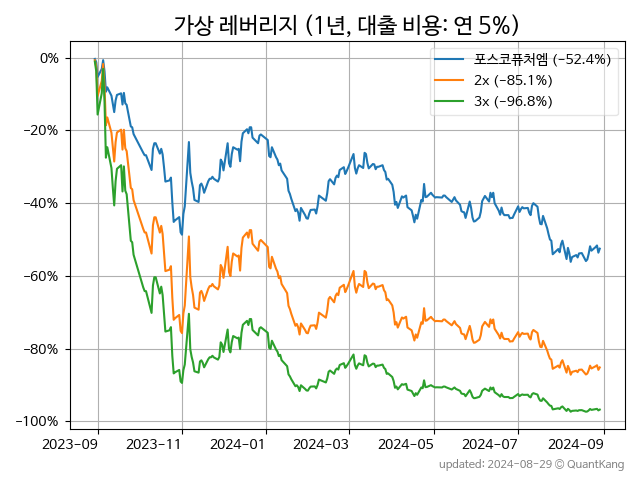 가상 레버리지 (1년, 대출 비용: 연 5%)
포스코퓨처엠 (−52.4%)
2x (−85.1%)
3x (−96.8%)
0%
−20%
−40%
−60%
−80%
−100%
2023-09 2023-11 2024-01 2024-03 2024-05 2024-07 2024-09
updated: 2024-08-29 © QuantKang